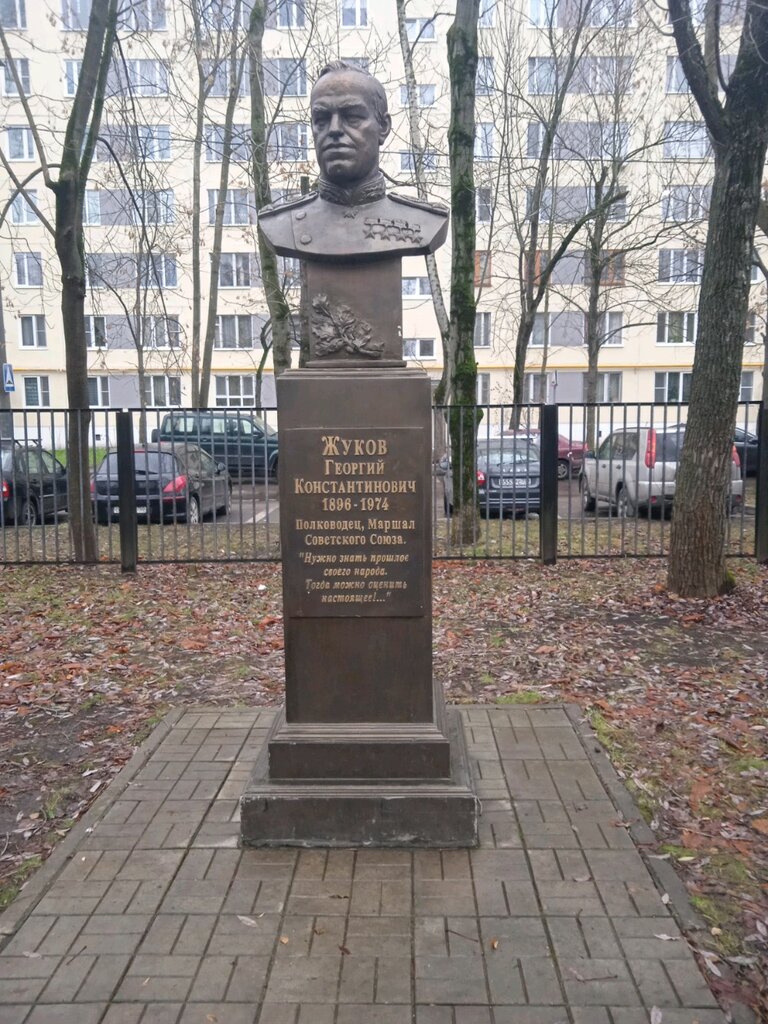 ЖУКОВ
ГЕОРГИЙ
КОНСТАНТИНОВИЧ
1896-1974
Полководец, Маршал
Советского Союза.
"Нужно знать прошлое
своего народа.
Тогда можно оценить
настоящее!..."